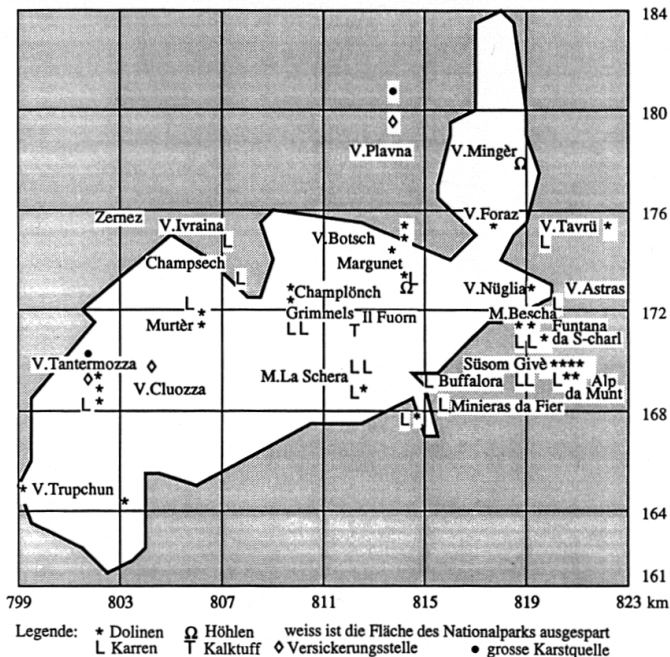 184
180
V.Plavna
V.Mingèr Ω
Zernez
176
V.Ivraina
V.Foraz *
V.Tavrü *
L
L
V.Botsch *
*
*
Champsech
Margunet
*
L
Ω
L
V.Nüglia *
V.Astras
* Champlönch
*
L
L
172
Murtèr *
*
Grimmels
L L
Il Fuorn
T
M.Bescha
* *
L L
Funtana
* da S-charl
V.Tantermozza
*
*
L *
V.Cluozza
M.La Schera
L L
L *
Süsom Givè ****
L Buffalora
L L
L ** Alp
da Munt
L Minieras da Fier
168
L *
* V.Trupchun
*
164
161
799 803 807 811 815 819 823 km
Legende: * Dolinen Ω Höhlen weiss ist die Fläche des Nationalparks ausgespart
L Karren T Kalktuff ◊ Versickerungsstelle ● grosse Karstquelle